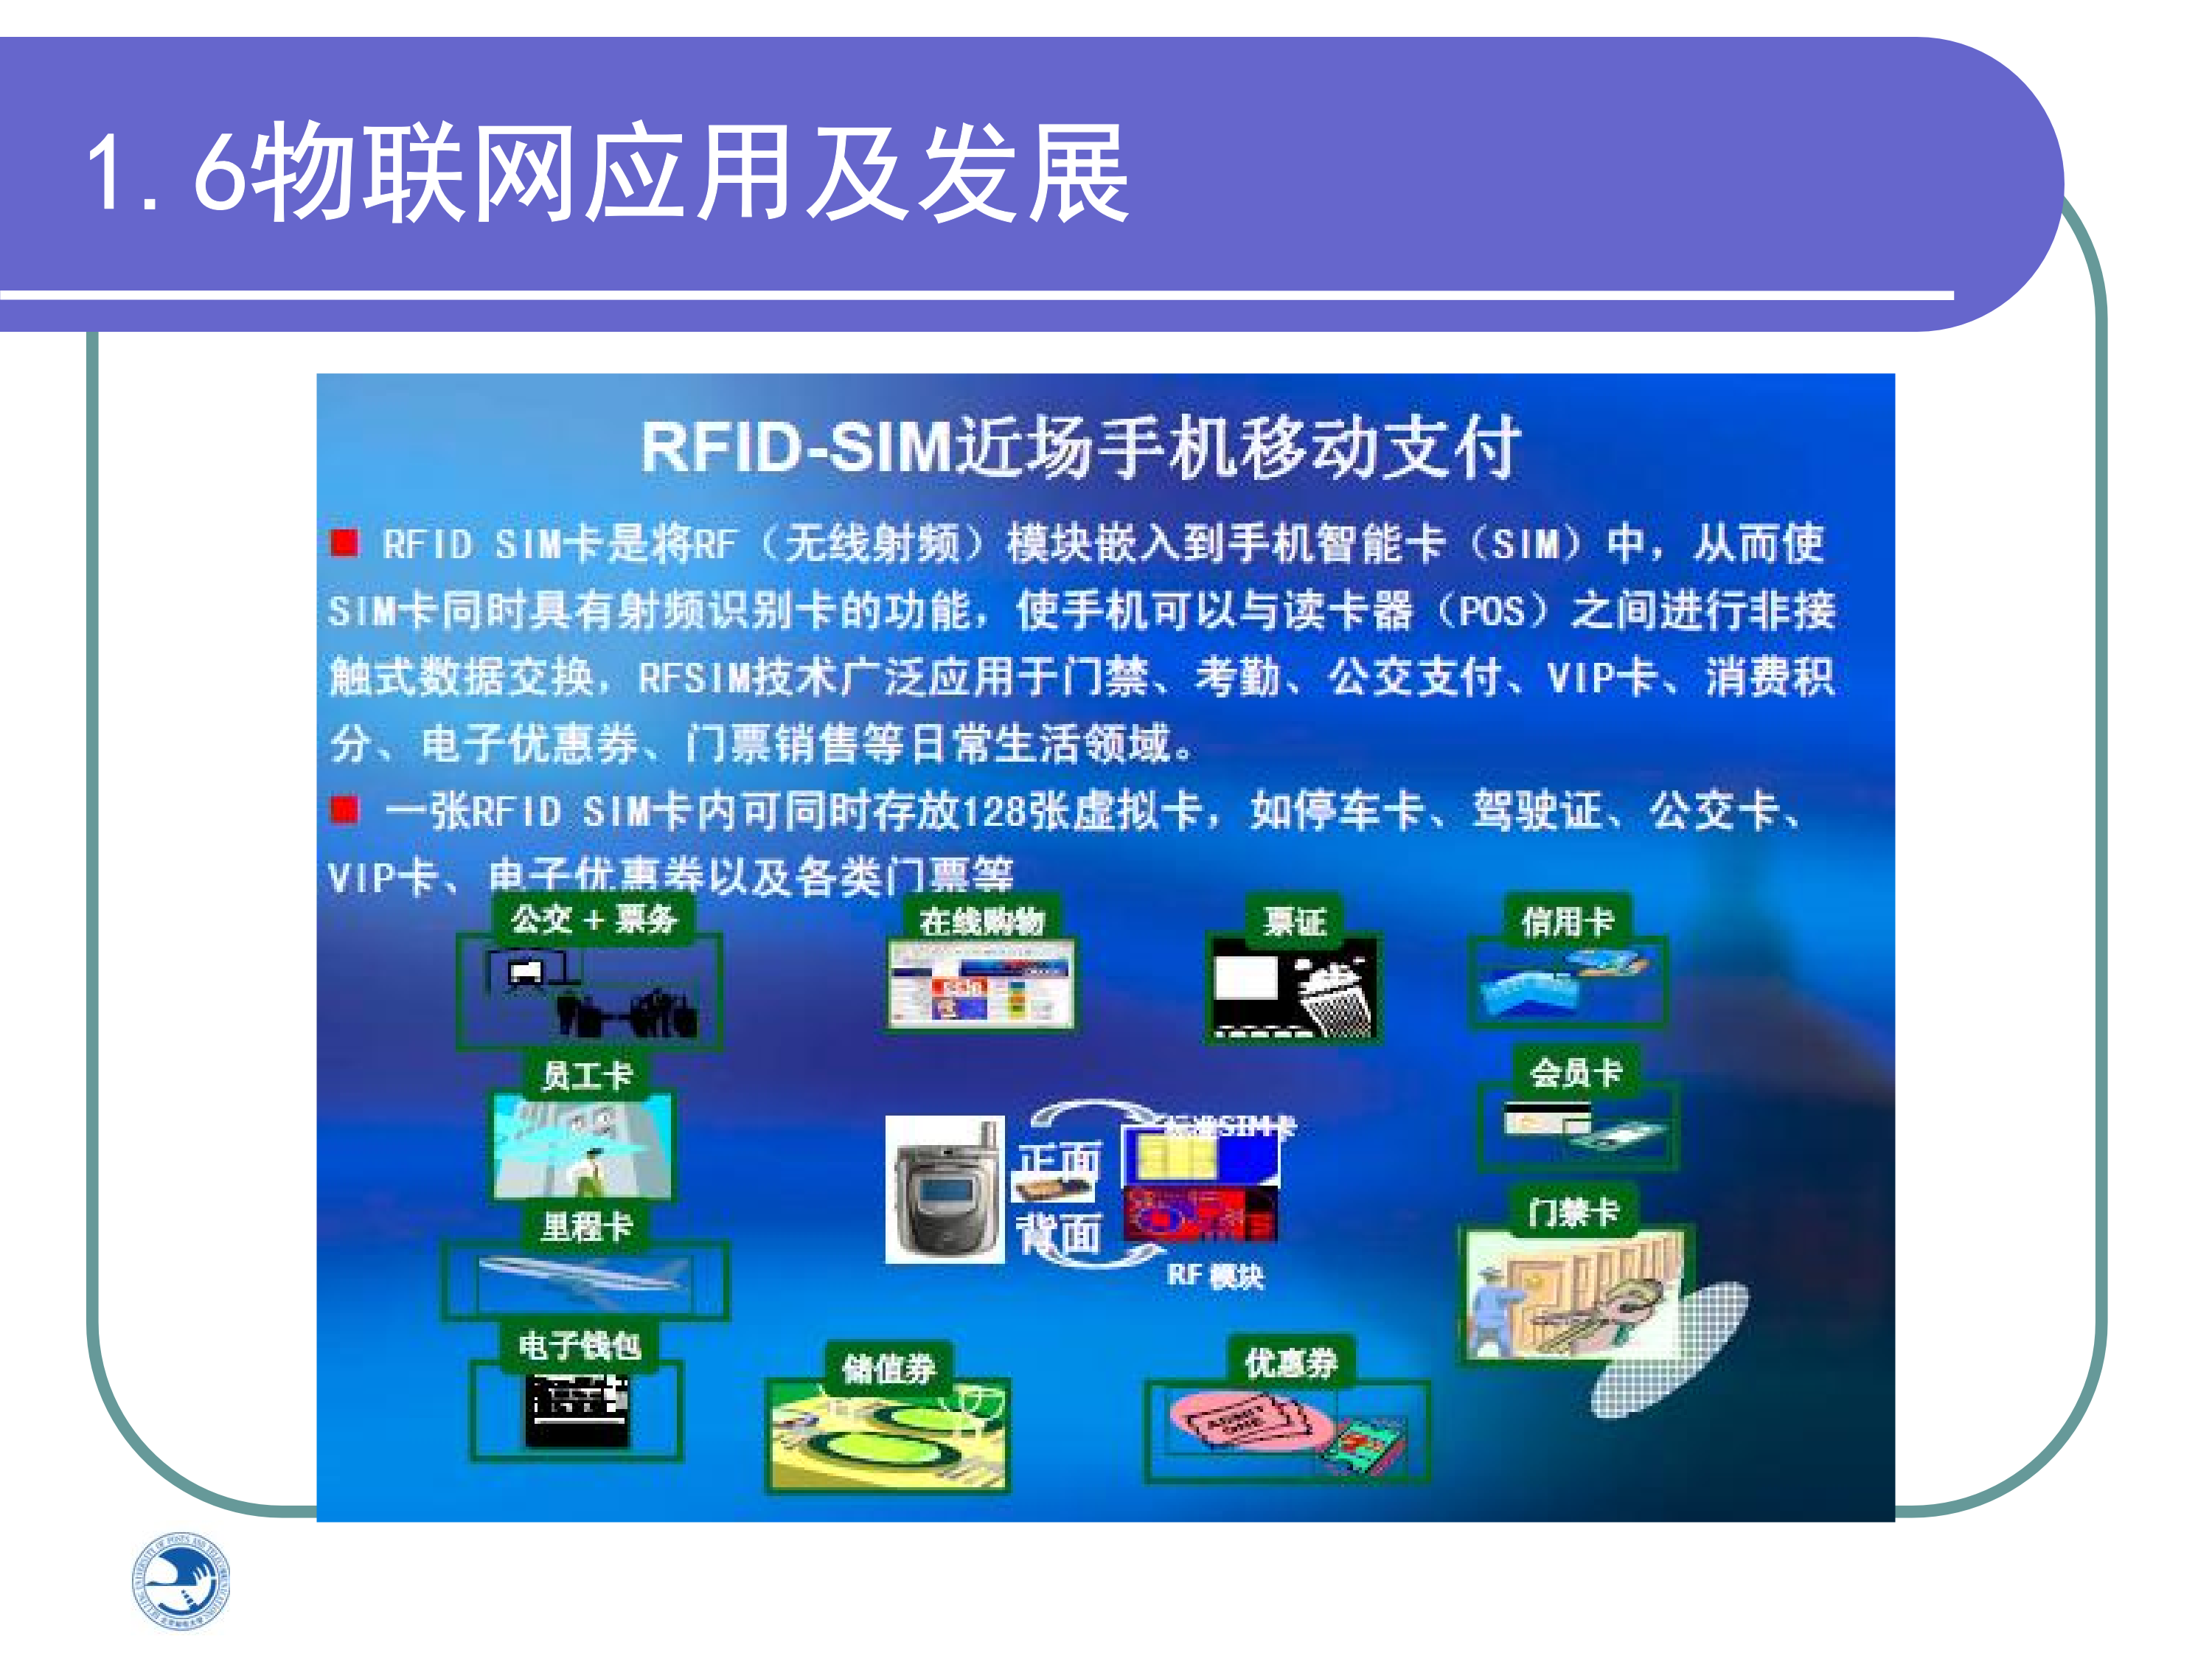 1.6物联网应用及发展
RFID-SIM近场手机移动支付
RFID SIM卡是将RF（无线射频）模块嵌入到手机智能卡（SIM）中，从而使
SIM卡同时具有射频识别卡的功能，使手机可以与读卡器（POS）之间进行非接
触式数据交换，RFSIM技术广泛应用于门禁、考勤、公交支付、VIP卡、消费积
分、电子优惠券、门票销售等日常生活领域。
一张RFID SIM卡内可同时存放128张虚拟卡，如停车卡、驾驶证、公交卡、
VIP卡、电子优惠券以及各类门票等
公交 + 票务
在线购物
票证
信用卡
员工卡
会员卡
标准SIM卡
正面
背面
RF 模块
里程卡
门禁卡
电子钱包
储值券
优惠券
ADMIT
ONE